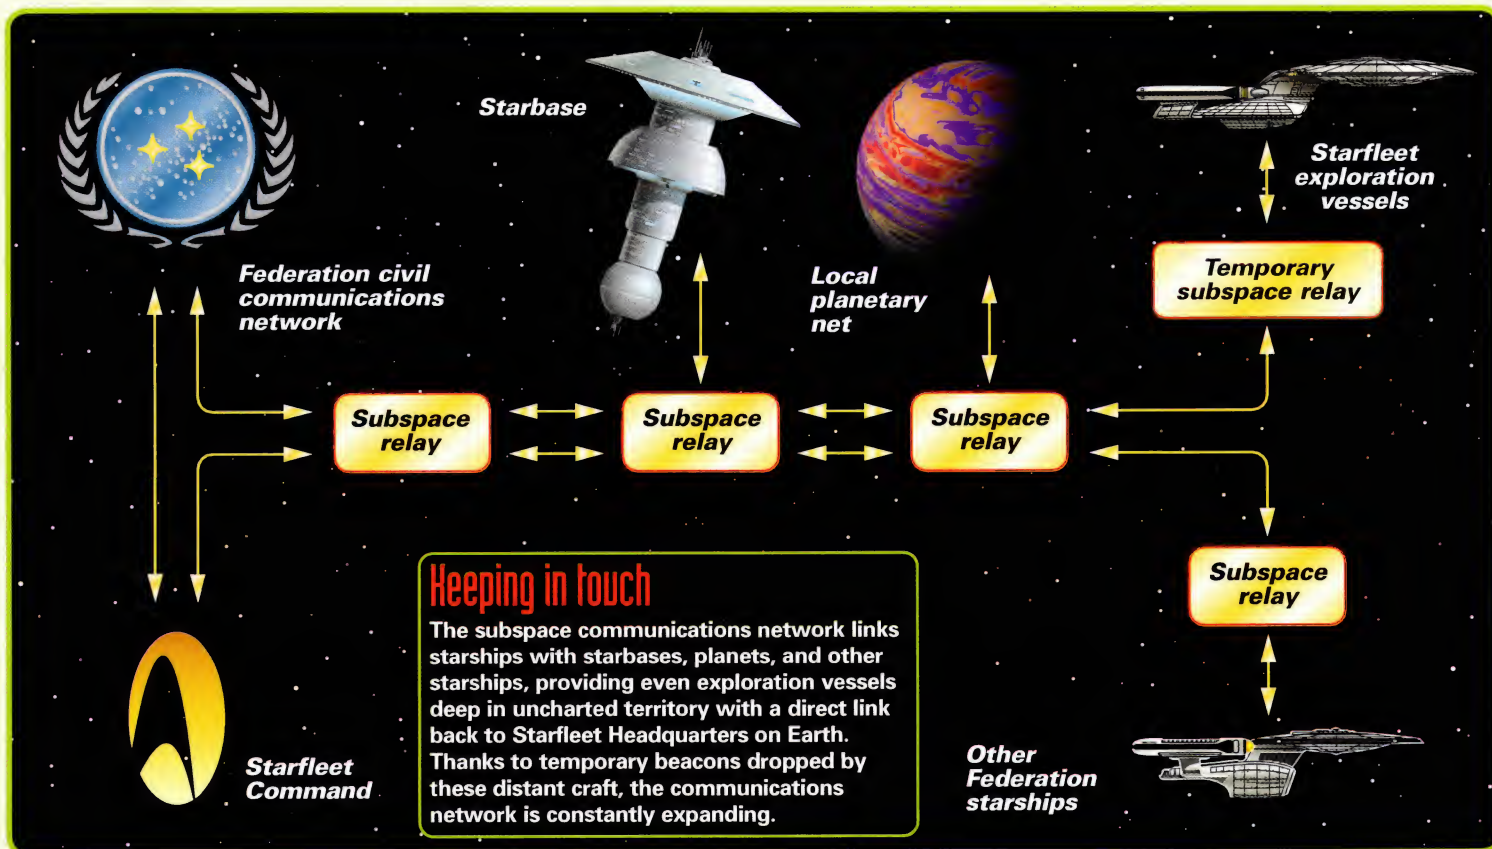 Starbase
Starfleet
exploration
vessels
Federation civil
communications
network
Local
planetary
net
Temporary
subspace relay
Subspace
relay
Subspace
relay
Subspace
relay
Subspace
relay
Keeping in touch
The subspace communications network links
starships with starbases, planets, and other
starships, providing even exploration vessels
deep in uncharted territory with a direct link
back to Starfleet Headquarters on Earth.
Thanks to temporary beacons dropped by
these distant craft, the communications
network is constantly expanding.
Starfleet
Command
Other
Federation
starships